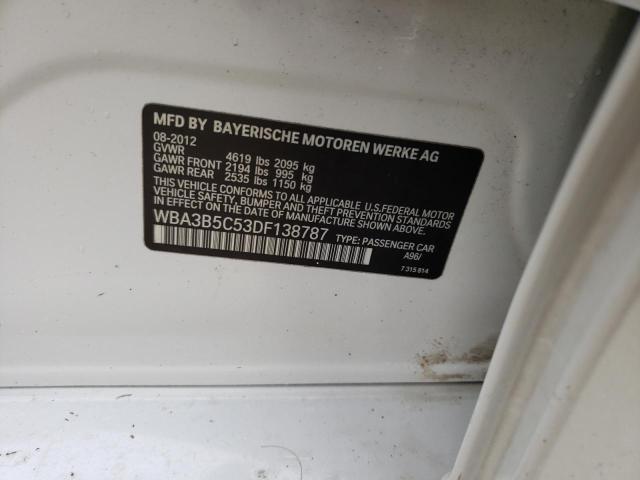 MFD BY BAYERISCHE MOTOREN WERKE AG
08-2012
GVWR 4619 lbs 2095 kg
GAWR FRONT 2194 lbs 995 kg
GAWR REAR 2535 lbs 1150 kg
THIS VEHICLE CONFORMS TO ALL APPLICABLE U.S.FEDERAL MOTOR
VEHICLE SAFETY, BUMPER AND THEFT PREVENTION STANDARDS
IN EFFECT ON THE DATE OF MANUFACTURE SHOWN ABOVE.
WBA3B5C53DF138787 TYPE: PASSENGER CAR
A96/
7 315 814